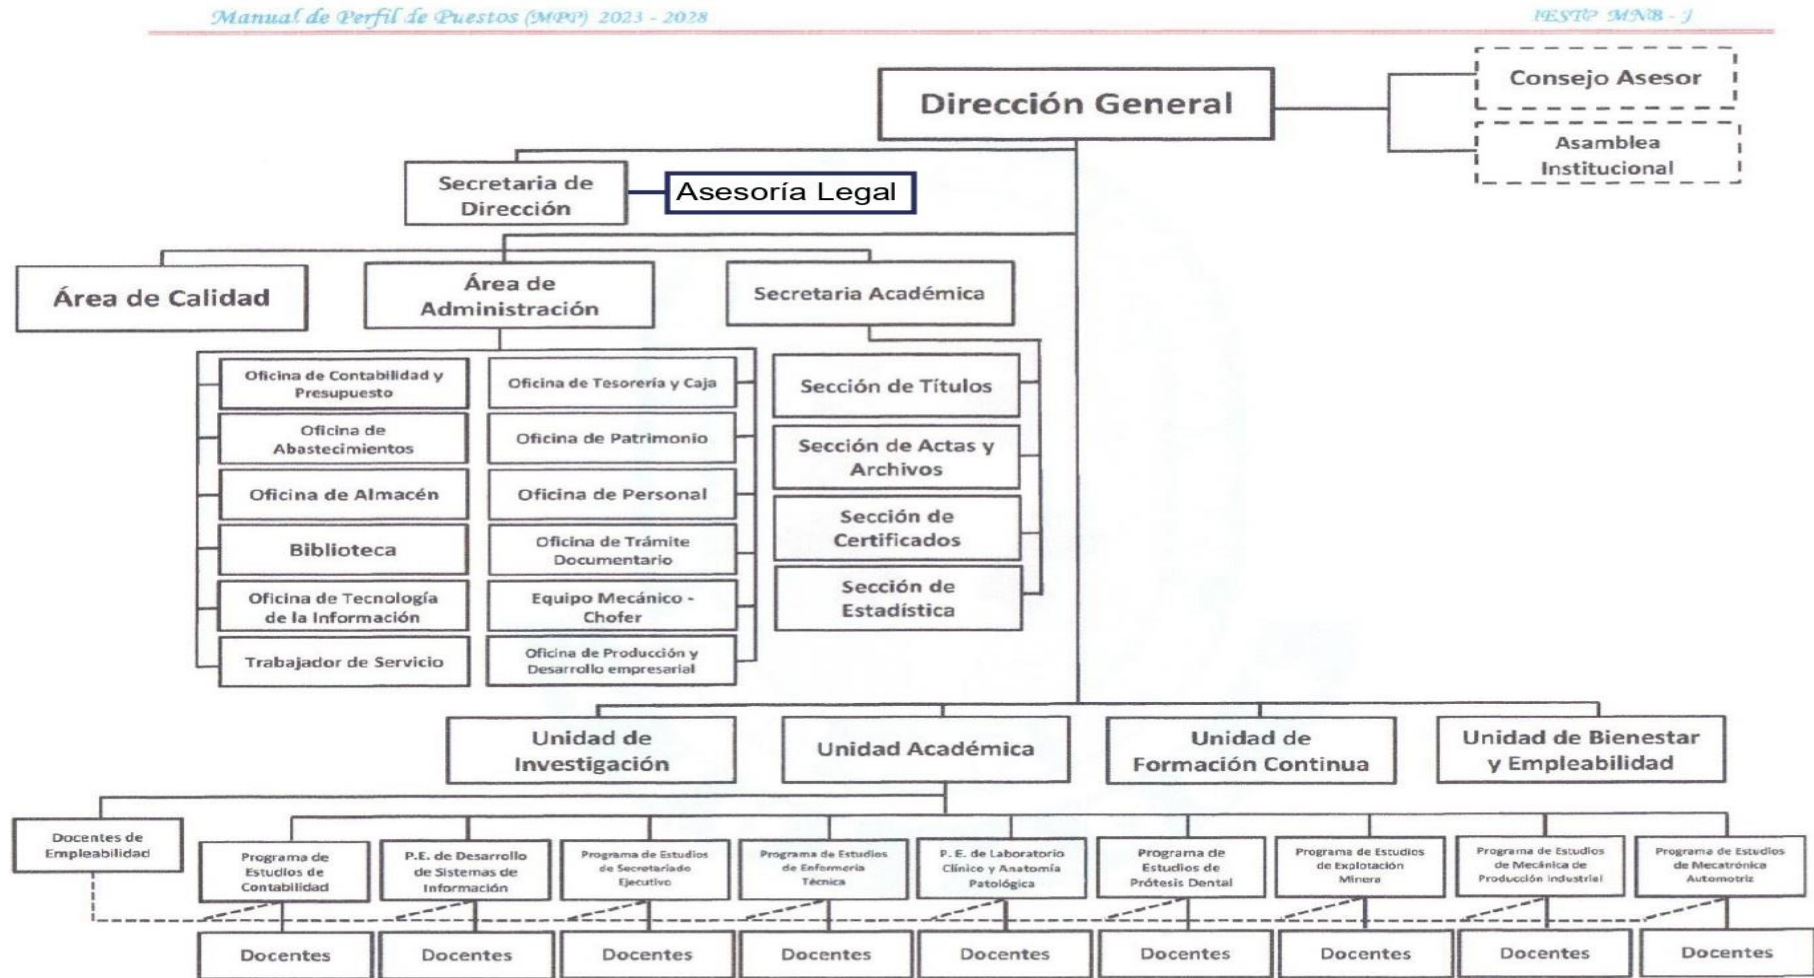 Manual de Perfil de Puestos (MPP) 2023 - 2028
IESTP MNB - J
Dirección General
Consejo Asesor
Asamblea
Institucional
Secretaria de
Dirección
Asesoría Legal
Área de Calidad
Área de
Administración
Secretaria Académica
Oficina de Contabilidad y
Presupuesto
Oficina de Tesorería y Caja
Sección de Títulos
Oficina de
Abastecimientos
Oficina de Patrimonio
Sección de Actas y
Archivos
Oficina de Almacén
Oficina de Personal
Sección de
Certificados
Biblioteca
Oficina de Trámite
Documentario
Sección de
Estadística
Oficina de Tecnología
de la Información
Equipo Mecánico -
Chofer
Trabajador de Servicio
Oficina de Producción y
Desarrollo empresarial
Unidad de
Investigación
Unidad Académica
Unidad de
Formación Continua
Unidad de Bienestar
y Empleabilidad
Docentes de
Empleabilidad
Programa de
Estudios de
Contabilidad
P.E. de Desarrollo
de Sistemas de
Información
Programa de Estudios
de Secretariado
Ejecutivo
Programa de Estudios
de Enfermería
Técnica
P. E. de Laboratorio
Clínico y Anatomía
Patológica
Programa de
Estudios de
Prótesis Dental
Programa de Estudios
de Explotación
Minera
Programa de Estudios
de Mecánica de
Producción Industrial
Programa de Estudios
de Mecatrónica
Automotriz
Docentes
Docentes
Docentes
Docentes
Docentes
Docentes
Docentes
Docentes
Docentes